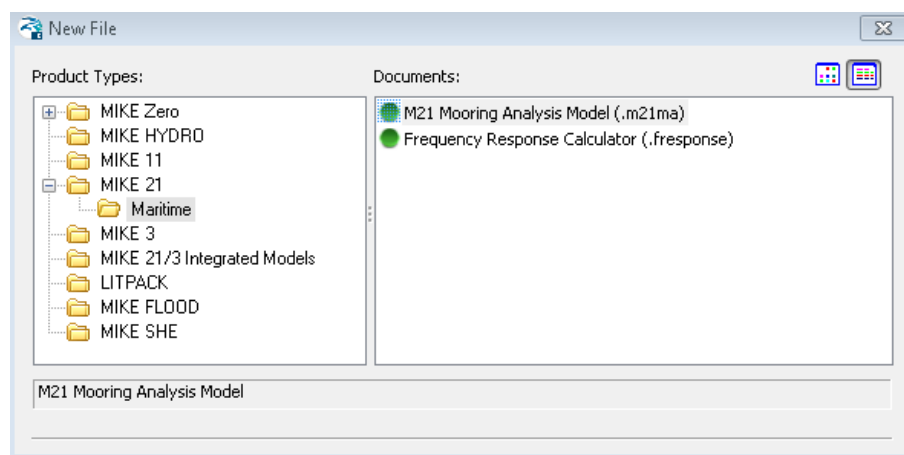 New File
Product Types:
Documents:
MIKE Zero
MIKE HYDRO
MIKE 11
MIKE 21
Maritime
MIKE 3
MIKE 21/3 Integrated Models
LITPACK
MIKE FLOOD
MIKE SHE
M21 Mooring Analysis Model (.m21ma)
Frequency Response Calculator (.fresponse)
M21 Mooring Analysis Model